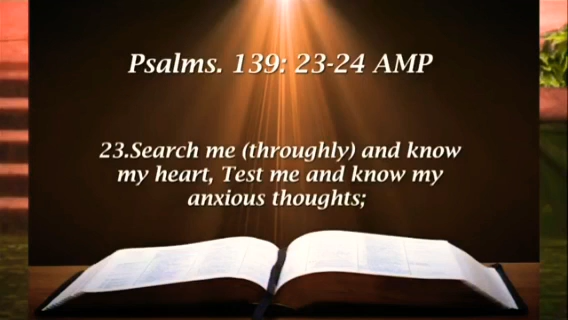 Psalms. 139: 23-24 AMP
23.Search me (throughly) and know
my heart, Test me and know my
anxious thoughts;